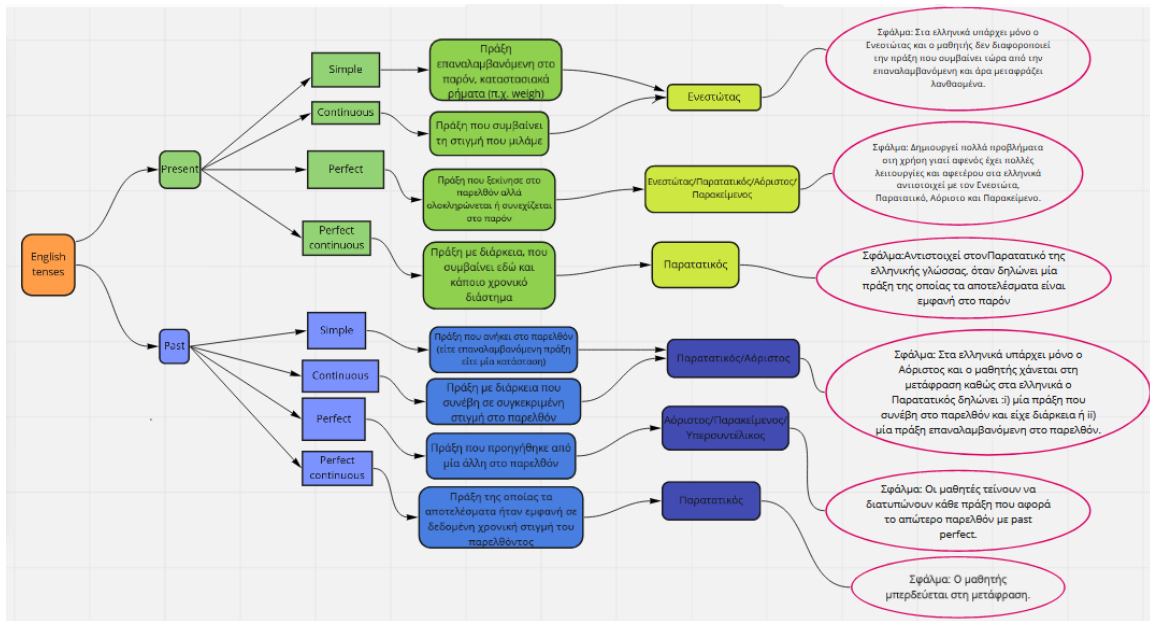 English
tenses
Present
Simple
Continuous
Perfect
Perfect
continuous
Πράξη
επαναλαμβανόμενη στο
παρόν, καταστασιακά
ρήματα (π.χ. weigh)
Πράξη που συμβαίνει
τη στιγμή που μιλάμε
Πράξη που ξεκίνησε στο
παρελθόν αλλά
ολοκληρώνεται ή συνεχίζεται
στο παρόν
Πράξη με διάρκεια, που
συμβαίνει εδώ και
κάποιο χρονικό
διάστημα
Ενεστώτας
Ενεστώτας/Παρατατικός/Αόριστος/
Παρακείμενος
Παρατατικός
Σφάλμα: Στα ελληνικά υπάρχει μόνο ο
Ενεστώτας και ο μαθητής δεν διαφοροποιεί
την πράξη που συμβαίνει τώρα από την
επαναλαμβανόμενη και άρα μεταφράζει
λανθασμένα.
Σφάλμα: Δημιουργεί πολλά προβλήματα
στη χρήση γιατί αφενός έχει πολλές
λειτουργίες και αφετέρου στα ελληνικά
αντιστοιχεί με τον Ενεστώτα,
Παρατατικό, Αόριστο και Παρακείμενο.
Σφάλμα:Αντιστοιχεί στονΠαρατατικό της
ελληνικής γλώσσας, όταν δηλώνει μία
πράξη της οποίας τα αποτελέσματα είναι
εμφανή στο παρόν
Past
Simple
Continuous
Perfect
Perfect
continuous
Πράξη που ανήκει στο παρελθόν
(είτε επαναλαμβανόμενη πράξη
είτε μία κατάσταση)
Πράξη με διάρκεια που
συνέβη σε συγκεκριμένη
στιγμή στο παρελθόν
Πράξη που προηγήθηκε από
μία άλλη στο παρελθόν
Πράξη της οποίας τα
αποτελέσματα ήταν εμφανή σε
δεδομένη χρονική στιγμή του
παρελθόντος
Παρατατικός/Αόριστος
Αόριστος/Παρακείμενος/
Υπερσυντέλικος
Παρατατικός
Σφάλμα: Στα ελληνικά υπάρχει μόνο ο
Αόριστος και ο μαθητής χάνεται στη
μετάφραση καθώς στα ελληνικά ο
Παρατατικός δηλώνει :i) μία πράξη που
συνέβη στο παρελθόν και είχε διάρκεια ή ii)
μία πράξη επαναλαμβανόμενη στο παρελθόν.
Σφάλμα: Οι μαθητές τείνουν να
διατυπώνουν κάθε πράξη που αφορά
το απώτερο παρελθόν με past
perfect.
Σφάλμα: Ο μαθητής
μπερδεύεται στη μετάφραση.